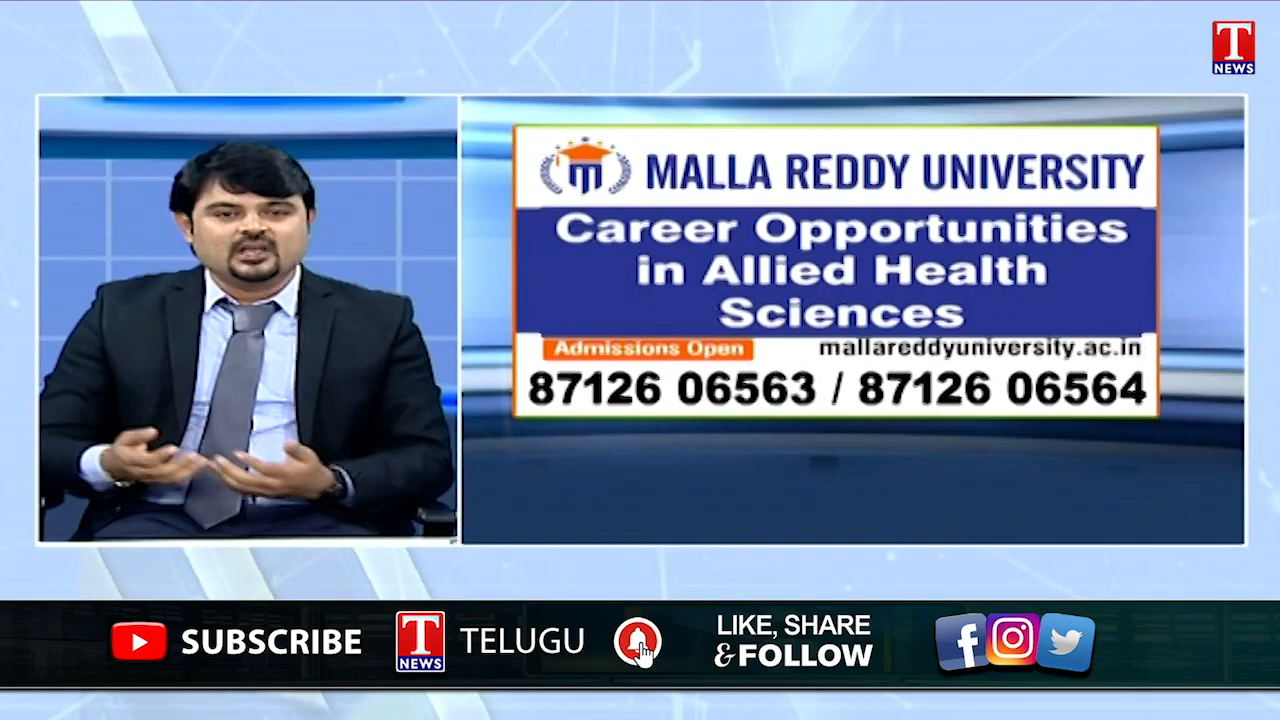 T
NEWS
MALLA REDDY UNIVERSITY
Career Opportunities
in Allied Health
Sciences
Admissions Open
mallareddyuniversity.ac.in
87126 06563 / 87126 06564
SUBSCRIBE
T
NEWS
TELUGU
LIKE, SHARE
& FOLLOW